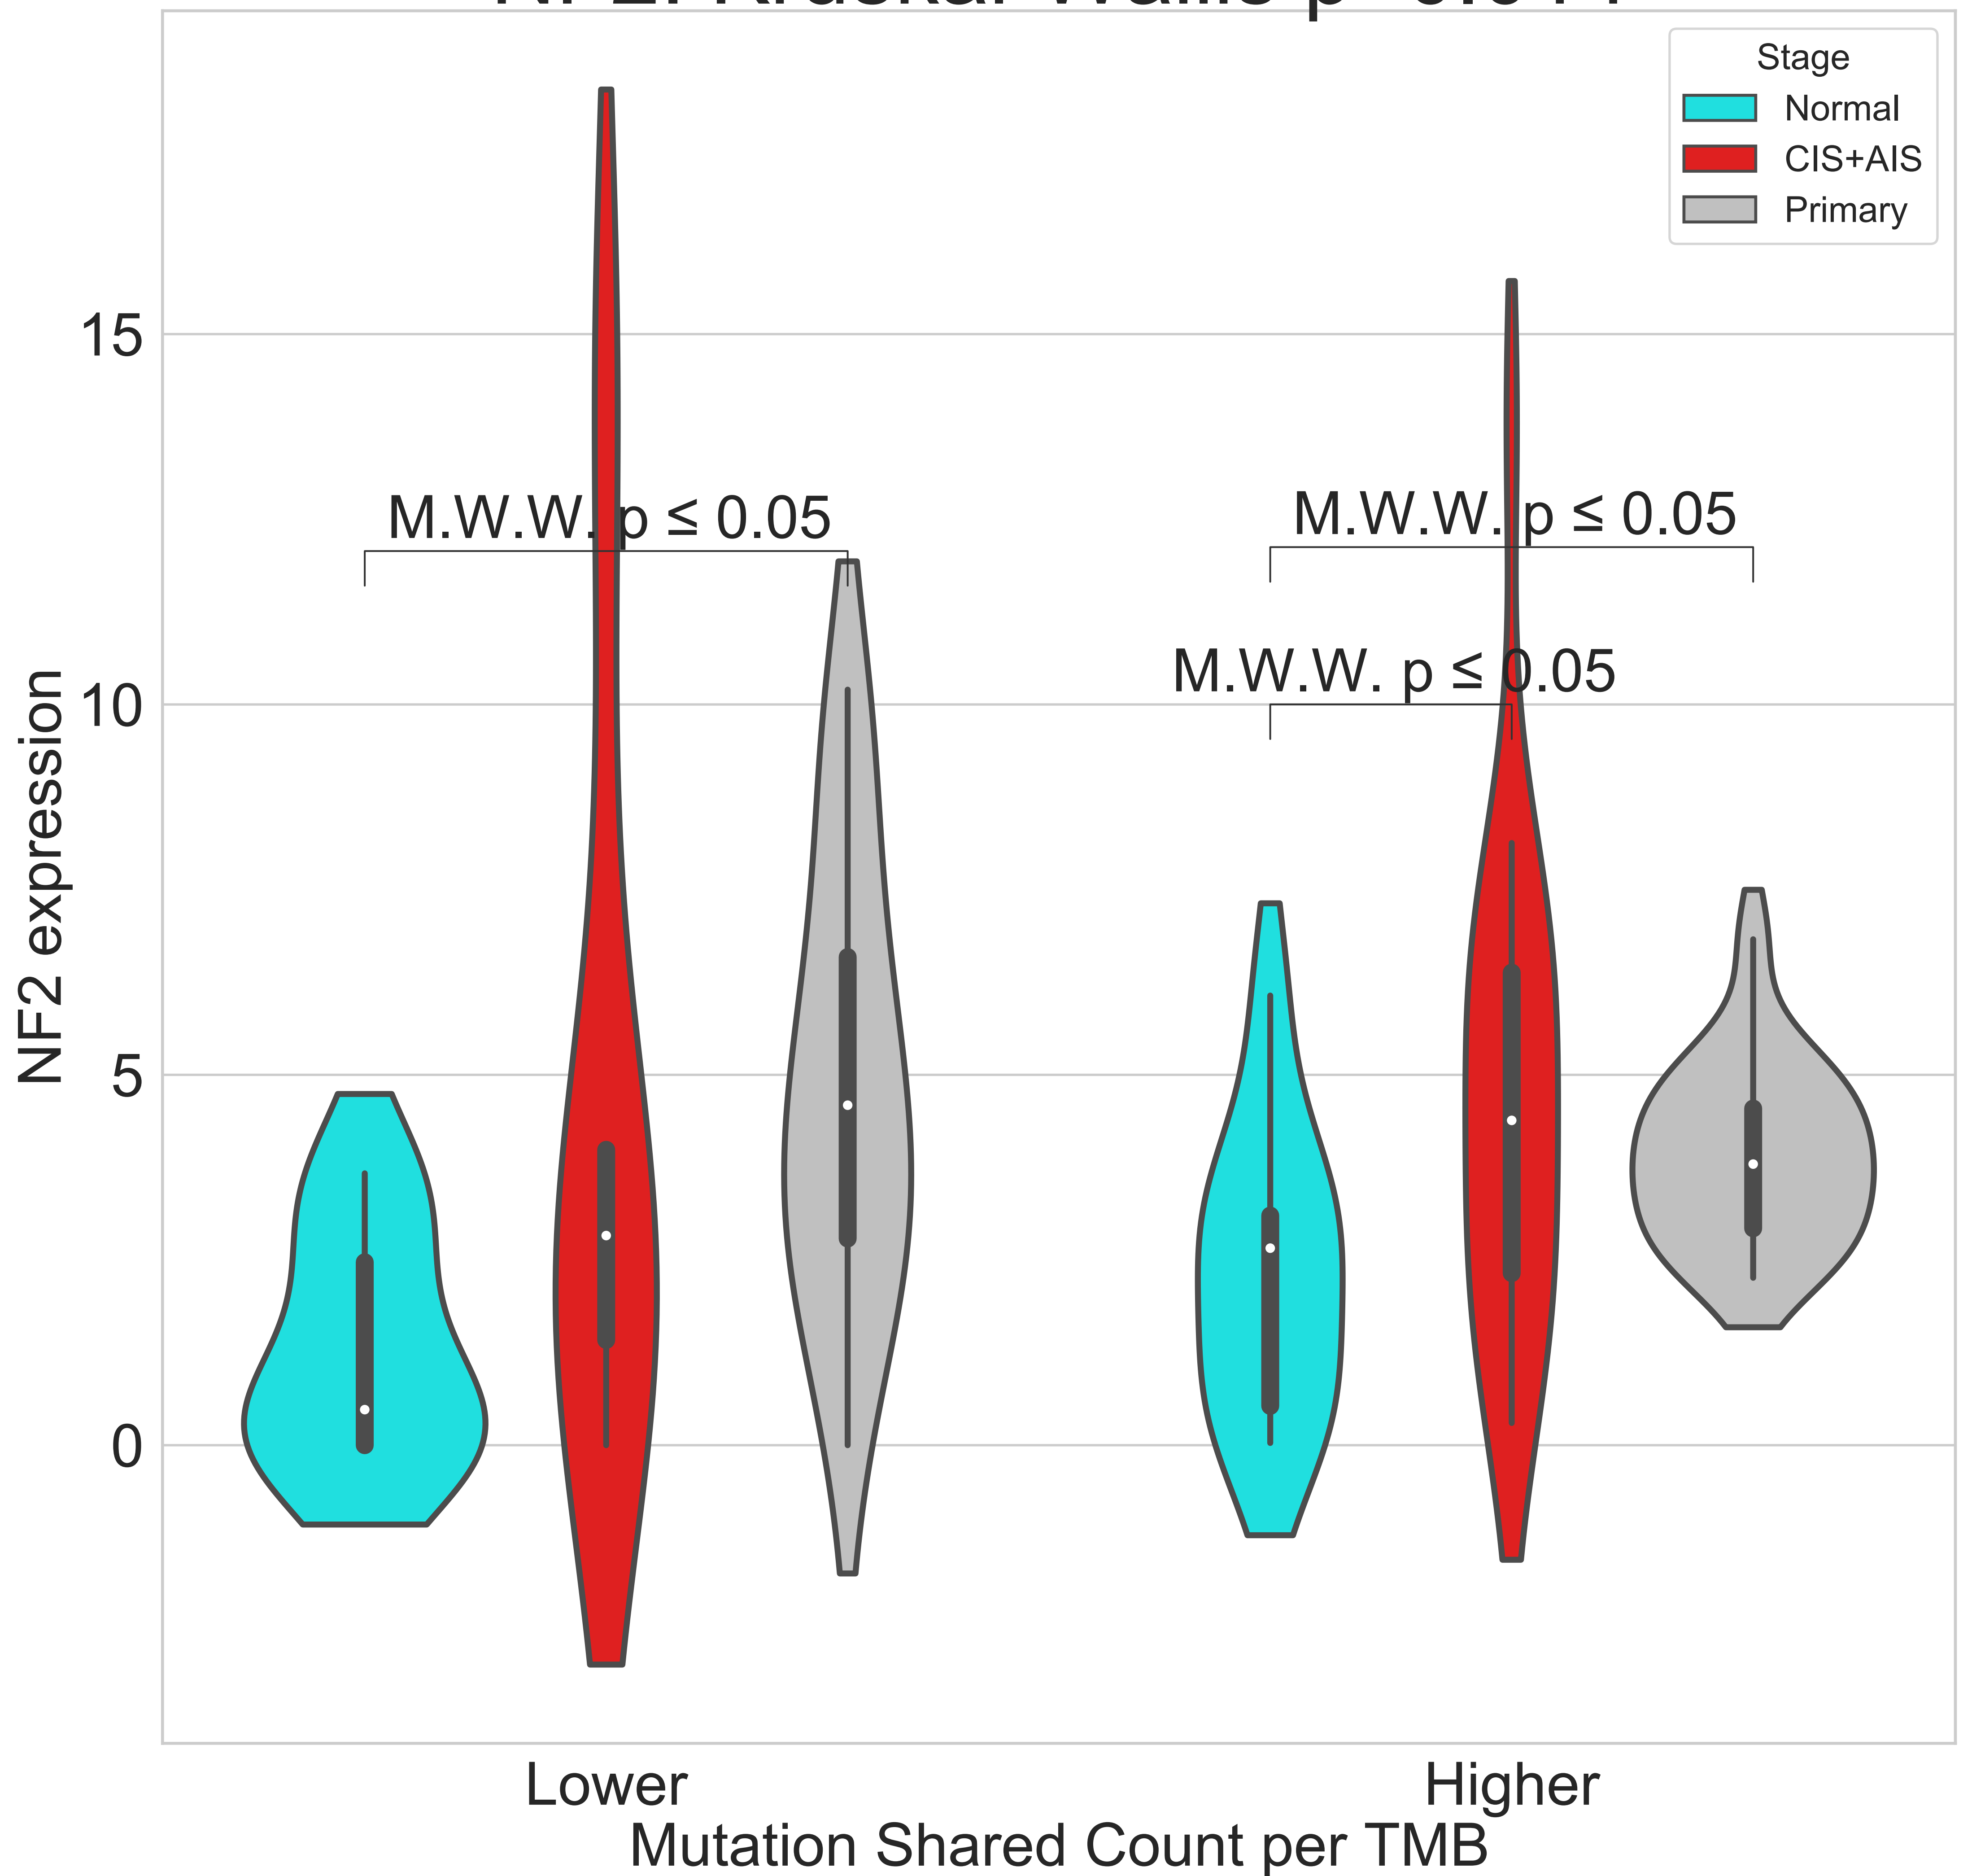 Stage
Normal
CIS+AIS
Primary
15
10
5
0
NF2 expression
M.W.W. p ≤ 0.05
M.W.W. p ≤ 0.05
M.W.W. p ≤ 0.05
Lower
Higher
Mutation Shared Count per TMB